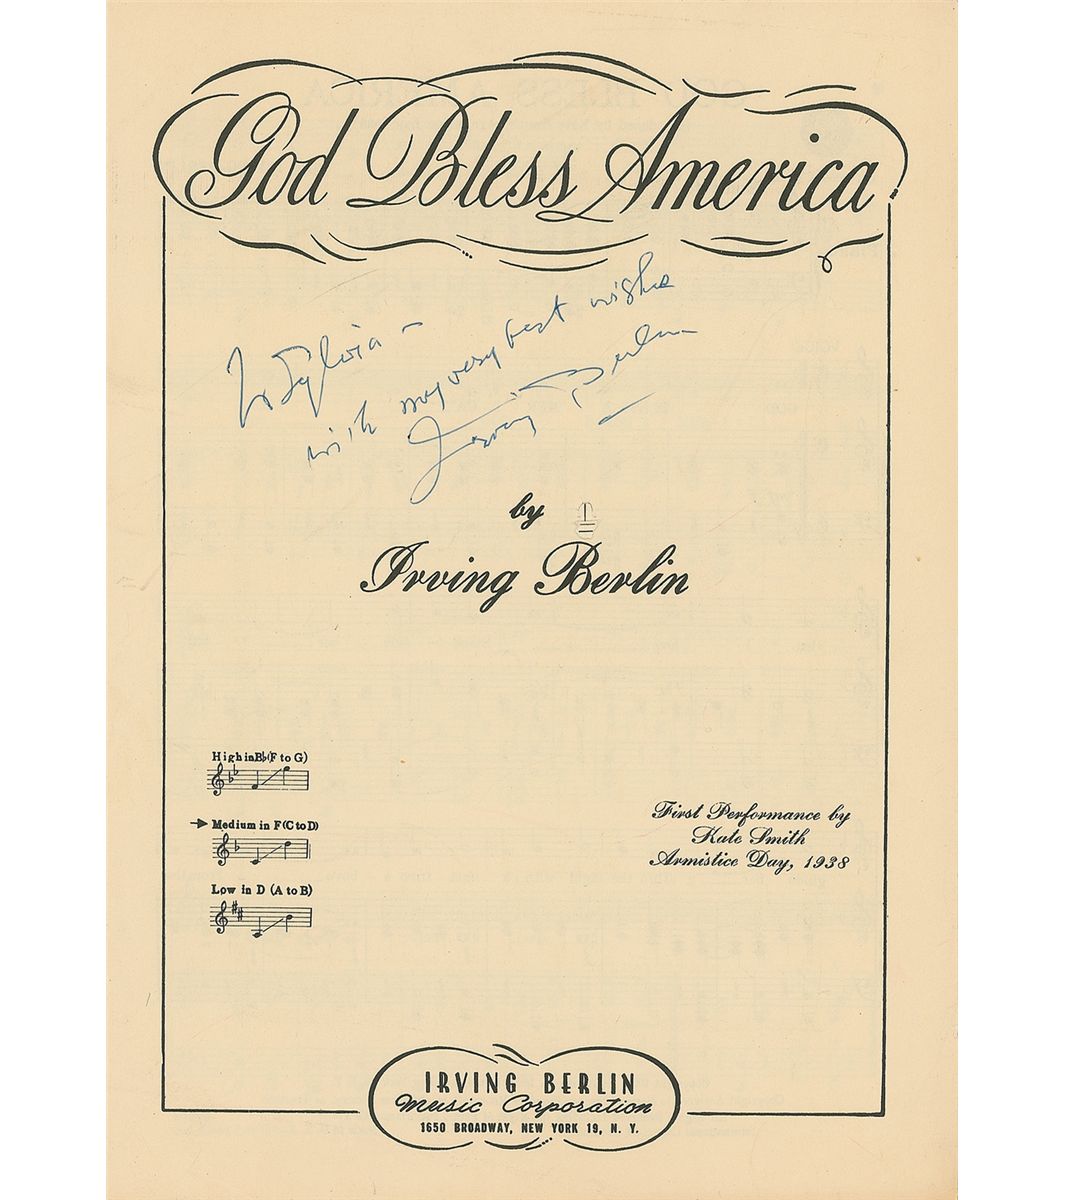 God Bless America
To Sylvia –
with my very best wishes
Irving Berlin
by
Irving Berlin
High in B♭ (F to G)
Medium in F (C to D)
Low in D (A to B)
First Performance by
Kate Smith
Armistice Day, 1938
IRVING BERLIN
Music Corporation
1650 BROADWAY, NEW YORK 19, N. Y.